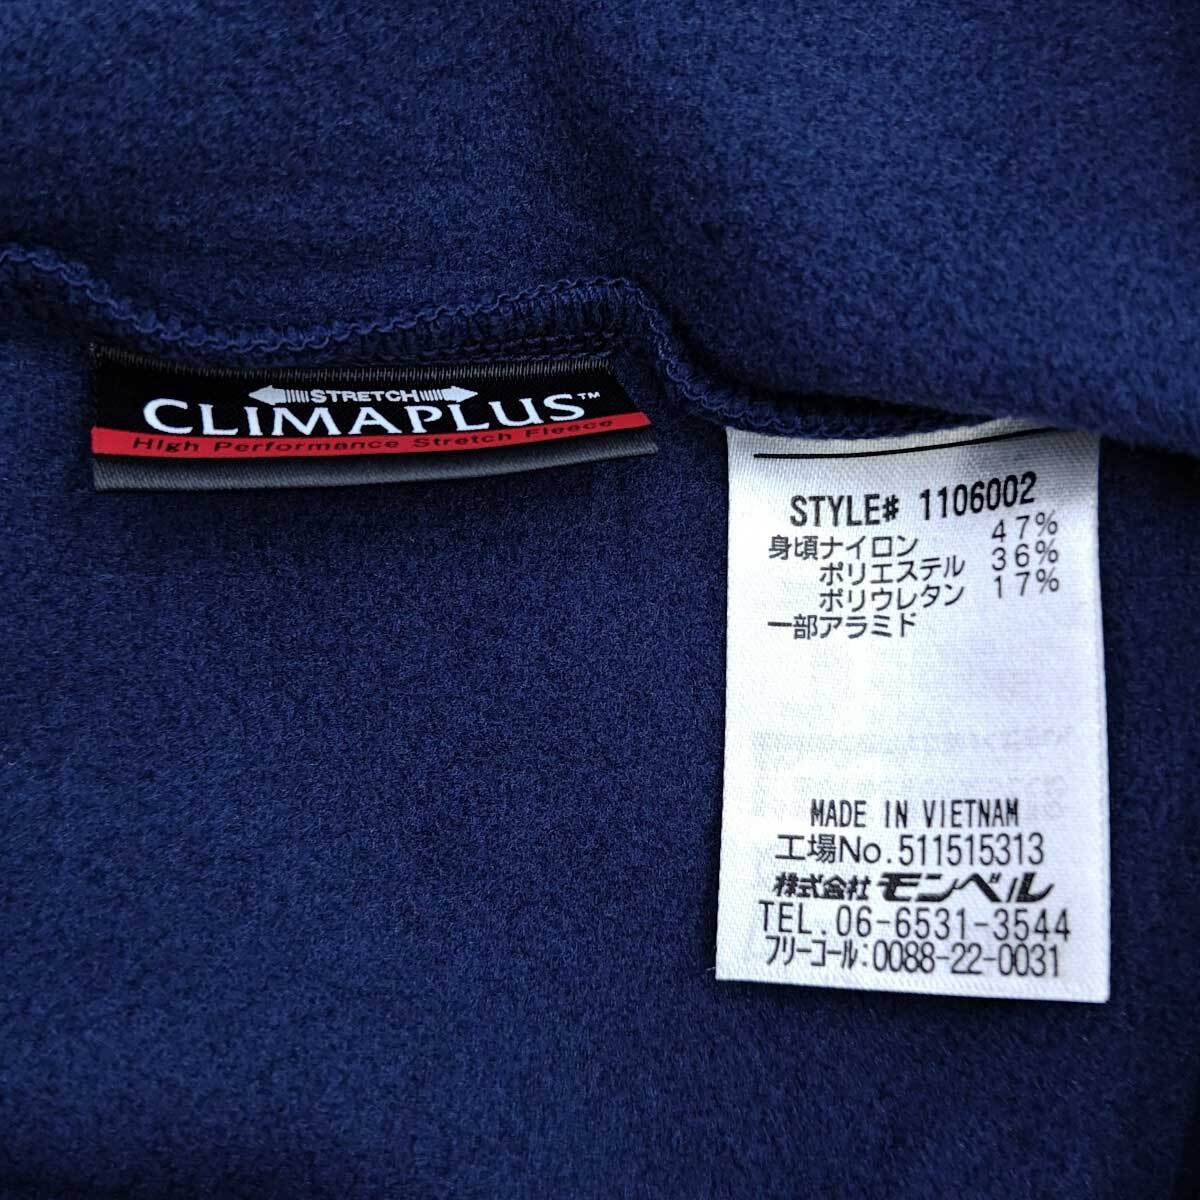 STRETCH
CLIMAPLUS™
High Performance Stretch Fleece
STYLE# 1106002
身頃ナイロン 47%
ポリエステル 36%
ポリウレタン 17%
一部アラミド
MADE IN VIETNAM
工場No.511515313
株式会社 モンベル
TEL.06-6531-3544
フリーコール:0088-22-0031